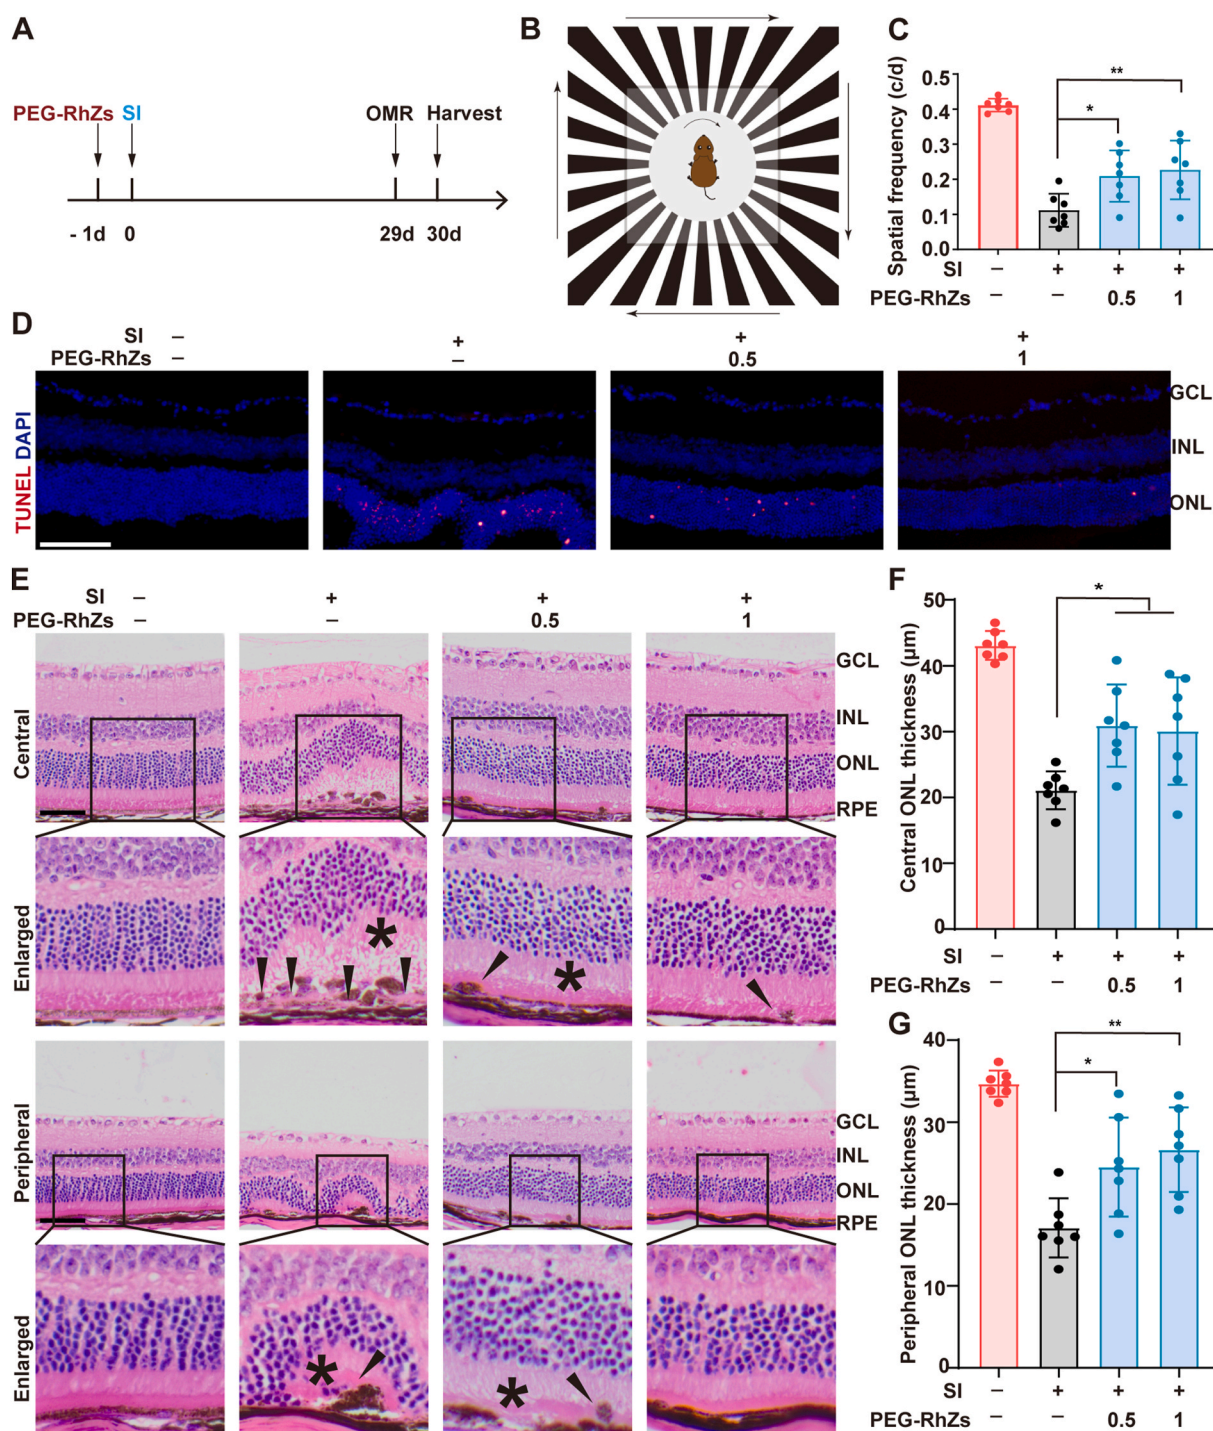 A
PEG-RhZs SI OMR Harvest
- 1d 0 29d 30d
B
C
Spatial frequency (c/d)
0.5
0.4
0.3
0.2
0.1
0.0
* **
SI – + + +
PEG-RhZs – – 0.5 1
D
SI – + + +
PEG-RhZs – – 0.5 1
TUNEL DAPI
GCL
INL
ONL
E
SI – + + +
PEG-RhZs – – 0.5 1
Central
GCL
INL
ONL
RPE
Enlarged
* *
Peripheral
GCL
INL
ONL
RPE
Enlarged
* *
F
Central ONL thickness (µm)
50
40
30
20
10
0
*
SI – + + +
PEG-RhZs – – 0.5 1
G
Peripheral ONL thickness (µm)
40
30
20
10
0
* **
SI – + + +
PEG-RhZs – – 0.5 1